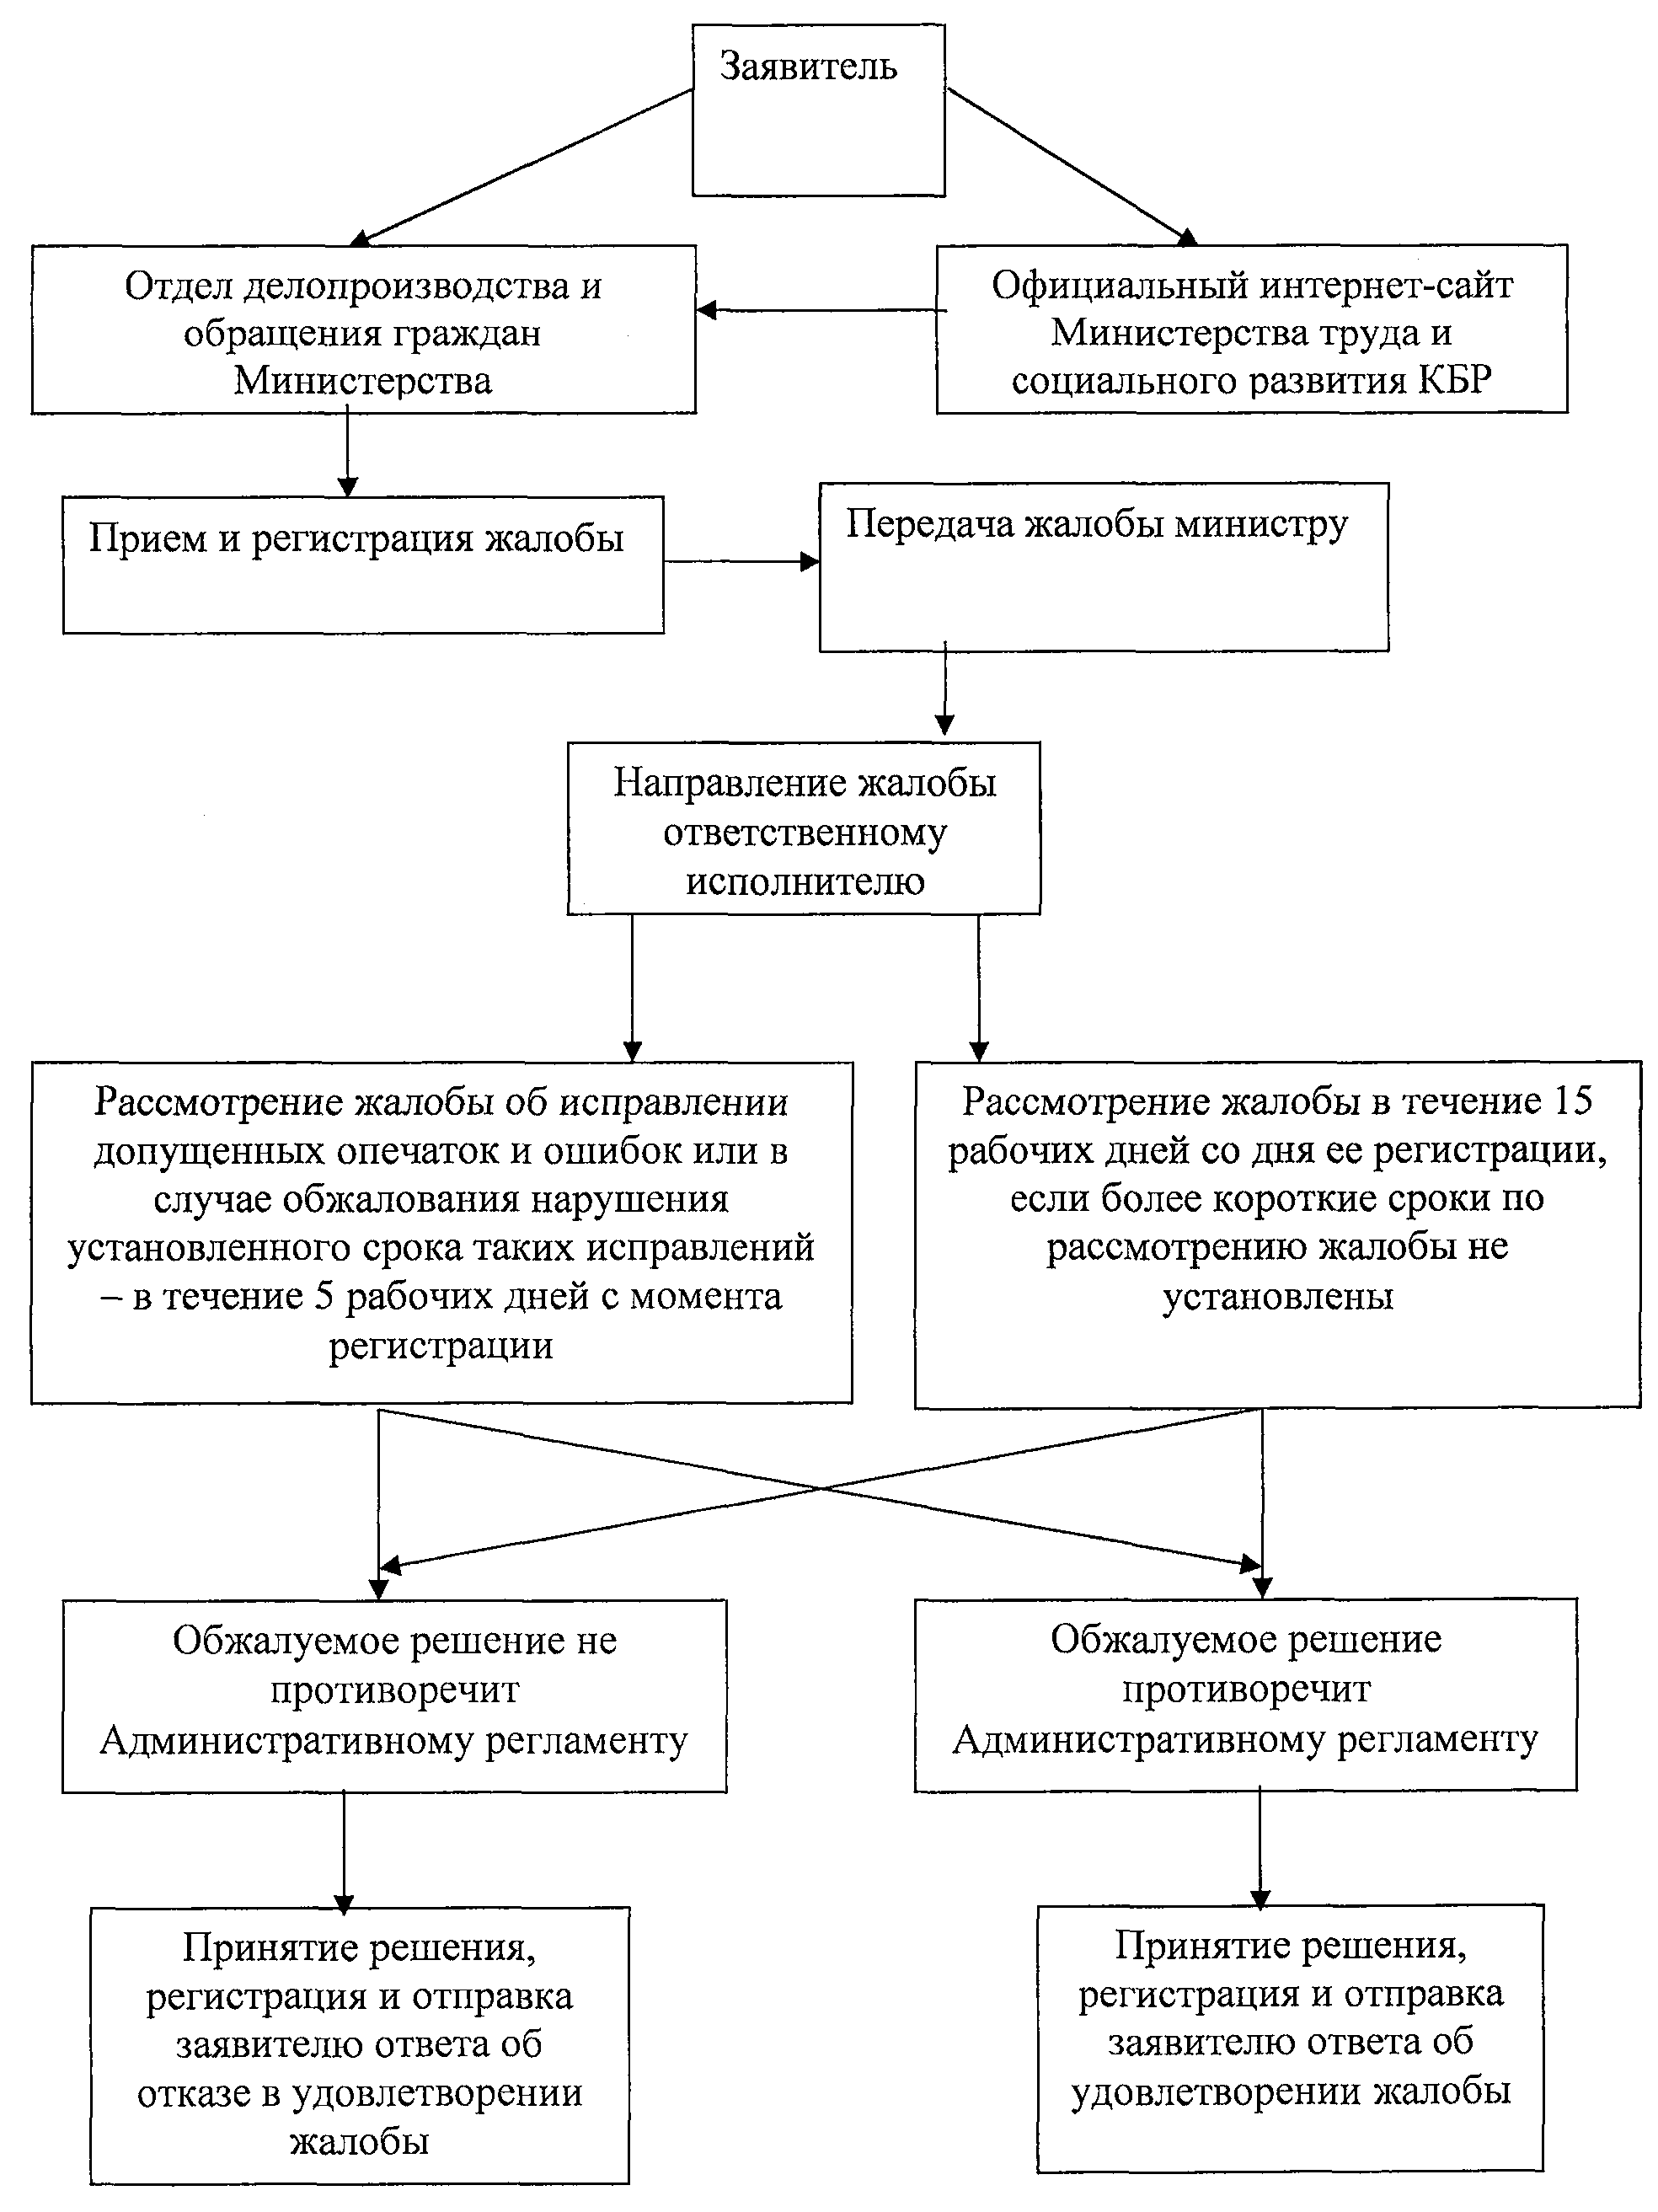 Заявитель
Отдел делопроизводства и
обращения граждан
Министерства
Официальный интернет-сайт
Министерства труда и
социального развития КБР
Прием и регистрация жалобы
Передача жалобы министру
Направление жалобы
ответственному
исполнителю
Рассмотрение жалобы об исправлении
допущенных опечаток и ошибок или в
случае обжалования нарушения
установленного срока таких исправлений
– в течение 5 рабочих дней с момента
регистрации
Рассмотрение жалобы в течение 15
рабочих дней со дня ее регистрации,
если более короткие сроки по
рассмотрению жалобы не
установлены
Обжалуемое решение не
противоречит
Административному регламенту
Обжалуемое решение
противоречит
Административному регламенту
Принятие решения,
регистрация и отправка
заявителю ответа об
отказе в удовлетворении
жалобы
Принятие решения,
регистрация и отправка
заявителю ответа об
удовлетворении жалобы